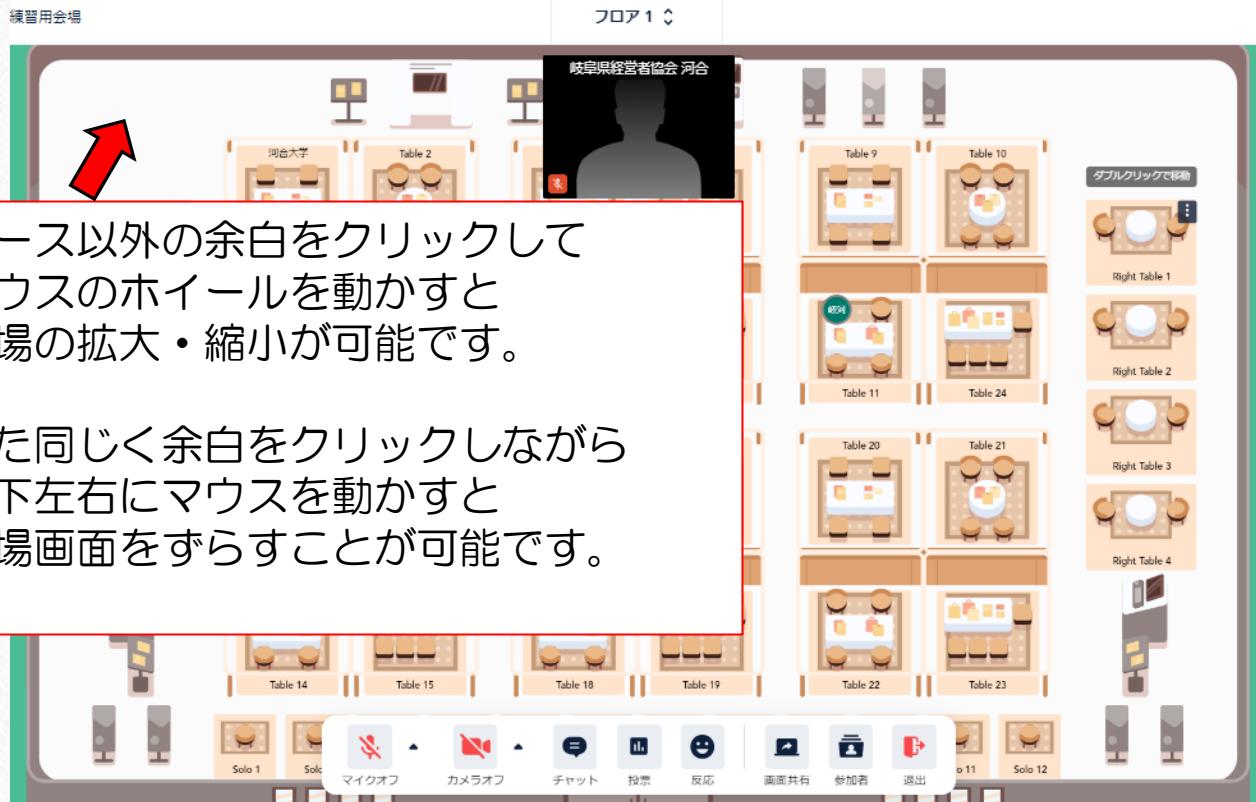 練習用会場
フロア 1
岐阜県経営者協会 河合
河合大学
Table 2
Table 9
Table 10
ダブルクリックで移動
Right Table 1
ース以外の余白をクリックして
ウスのホイールを動かすと
場の拡大・縮小が可能です。
岐河
Right Table 2
Table 11
Table 24
た同じく余白をクリックしながら
下左右にマウスを動かすと
場画面をずらすことが可能です。
Table 20
Table 21
Right Table 3
Right Table 4
Table 14
Table 15
Table 18
Table 19
Table 22
Table 23
Solo 1
Solo 12
マイクオフ
カメラオフ
チャット
投票
反応
画面共有
参加者
退出